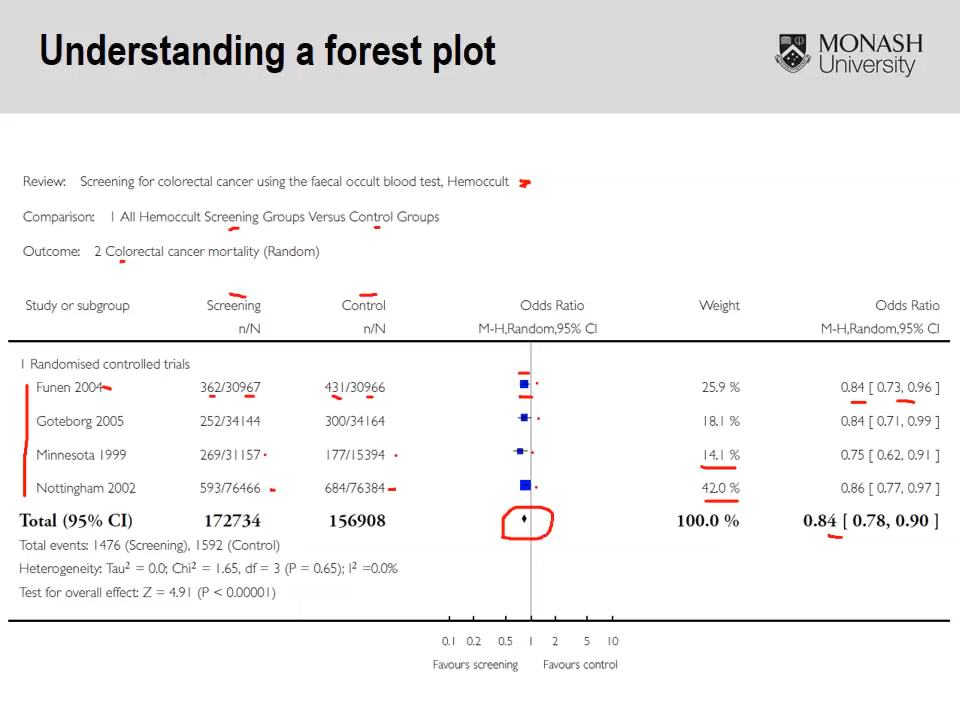 Understanding a forest plot
MONASH
University
Review: Screening for colorectal cancer using the faecal occult blood test, Hemoccult
Comparison: 1 All Hemoccult Screening Groups Versus Control Groups
Outcome: 2 Colorectal cancer mortality (Random)
Study or subgroup Screening Control Odds Ratio Weight Odds Ratio
n/N n/N M-H,Random,95% CI M-H,Random,95% CI
1 Randomised controlled trials
Funen 2004 362/30967 431/30966 25.9 % 0.84 [ 0.73, 0.96 ]
Goteborg 2005 252/34144 300/34164 18.1 % 0.84 [ 0.71, 0.99 ]
Minnesota 1999 269/31157 177/15394 14.1 % 0.75 [ 0.62, 0.91 ]
Nottingham 2002 593/76466 684/76384 42.0 % 0.86 [ 0.77, 0.97 ]
Total (95% CI) 172734 156908 100.0 % 0.84 [ 0.78, 0.90 ]
Total events: 1476 (Screening), 1592 (Control)
Heterogeneity: Tau² = 0.0; Chi² = 1.65, df = 3 (P = 0.65); I² =0.0%
Test for overall effect: Z = 4.91 (P < 0.00001)
0.1 0.2 0.5 1 2 5 10
Favours screening Favours control